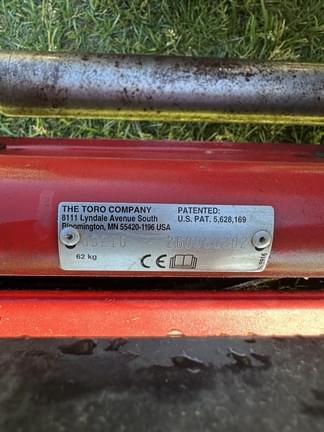 THE TORO COMPANY
8111 Lyndale Avenue South
Bloomington, MN 55420-1196 USA
PATENTED:
U.S. PAT. 5,628,169
62 kg
CE